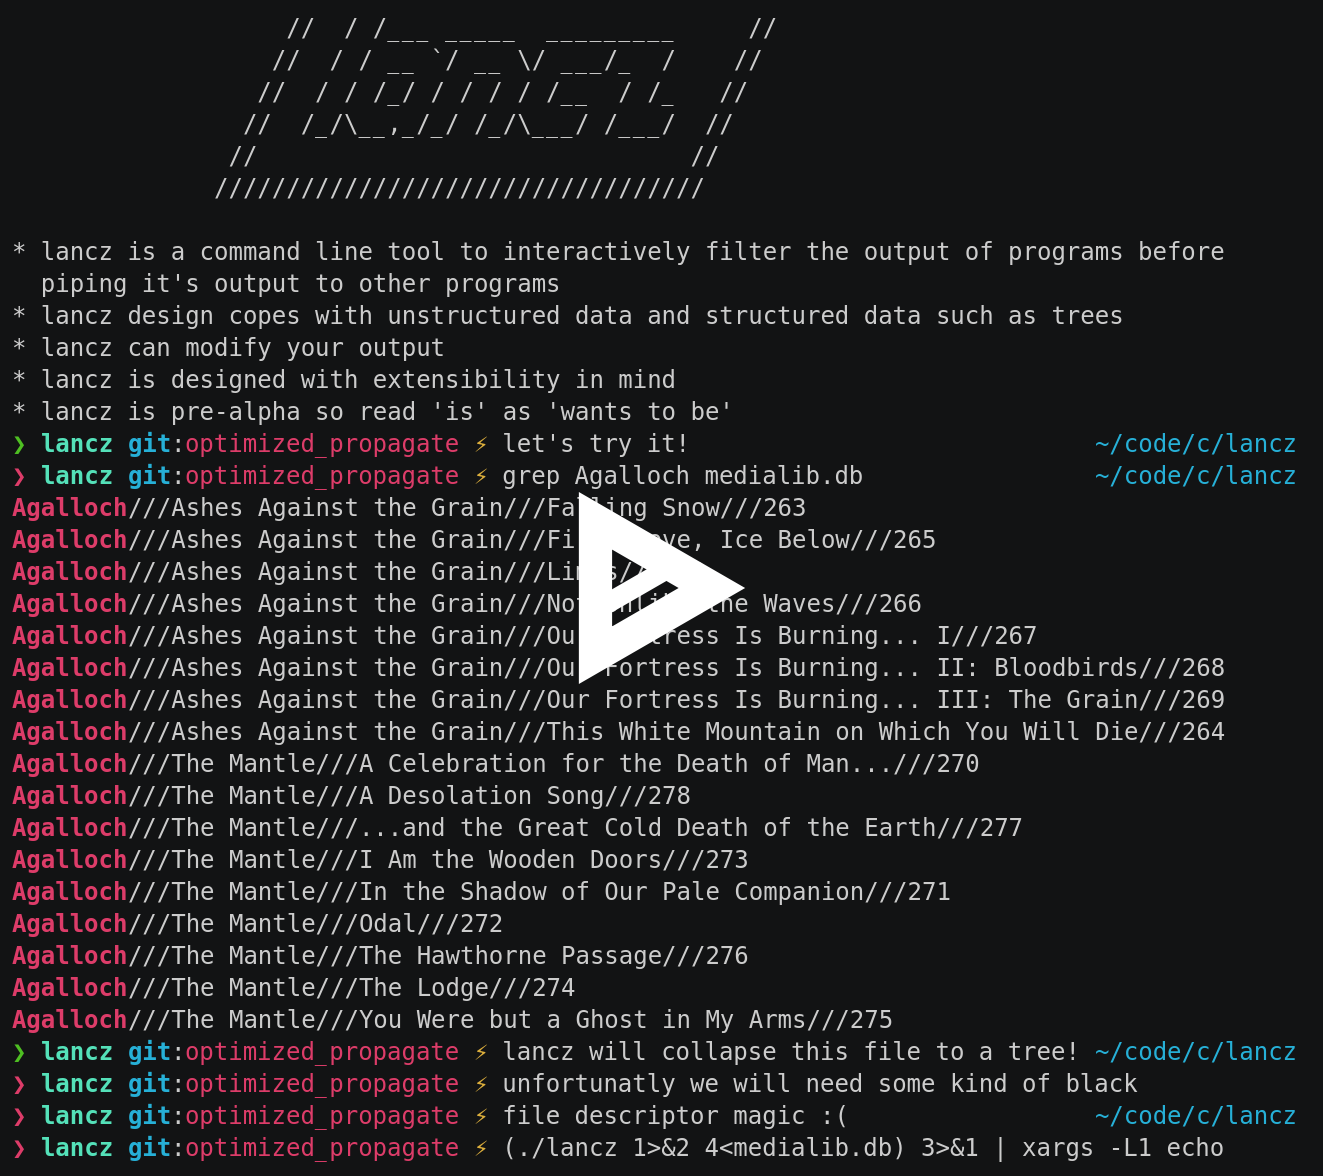 //  / /___ _____  _________     //
                  //  / / __ `/ __ \/ ___/_  /    //
                 //  / / /_/ / / / / /__  / /_   //
                //  /_/\__,_/_/ /_/\___/ /___/  //
               //                              //
              //////////////////////////////////

* lancz is a command line tool to interactively filter the output of programs before
  piping it's output to other programs
* lancz design copes with unstructured data and structured data such as trees
* lancz can modify your output
* lancz is designed with extensibility in mind
* lancz is pre-alpha so read 'is' as 'wants to be'
❯ lancz git:optimized_propagate ⚡ let's try it! ~/code/c/lancz
❯ lancz git:optimized_propagate ⚡ grep Agalloch medialib.db ~/code/c/lancz
Agalloch///Ashes Against the Grain///Falling Snow///263
Agalloch///Ashes Against the Grain///Fire Above, Ice Below///265
Agalloch///Ashes Against the Grain///
Agalloch///Ashes Against the Grain///Not Unlike the Waves///266
Agalloch///Ashes Against the Grain///Our Fortress Is Burning... I///267
Agalloch///Ashes Against the Grain///Our Fortress Is Burning... II: Bloodbirds///268
Agalloch///Ashes Against the Grain///Our Fortress Is Burning... III: The Grain///269
Agalloch///Ashes Against the Grain///This White Mountain on Which You Will Die///264
Agalloch///The Mantle///A Celebration for the Death of Man...///270
Agalloch///The Mantle///A Desolation Song///278
Agalloch///The Mantle///...and the Great Cold Death of the Earth///277
Agalloch///The Mantle///I Am the Wooden Doors///273
Agalloch///The Mantle///In the Shadow of Our Pale Companion///271
Agalloch///The Mantle///Odal///272
Agalloch///The Mantle///The Hawthorne Passage///276
Agalloch///The Mantle///The Lodge///274
Agalloch///The Mantle///You Were but a Ghost in My Arms///275
❯ lancz git:optimized_propagate ⚡ lancz will collapse this file to a tree! ~/code/c/lancz
❯ lancz git:optimized_propagate ⚡ unfortunatly we will need some kind of black
❯ lancz git:optimized_propagate ⚡ file descriptor magic :( ~/code/c/lancz
❯ lancz git:optimized_propagate ⚡ (./lancz 1>&2 4<medialib.db) 3>&1 | xargs -L1 echo